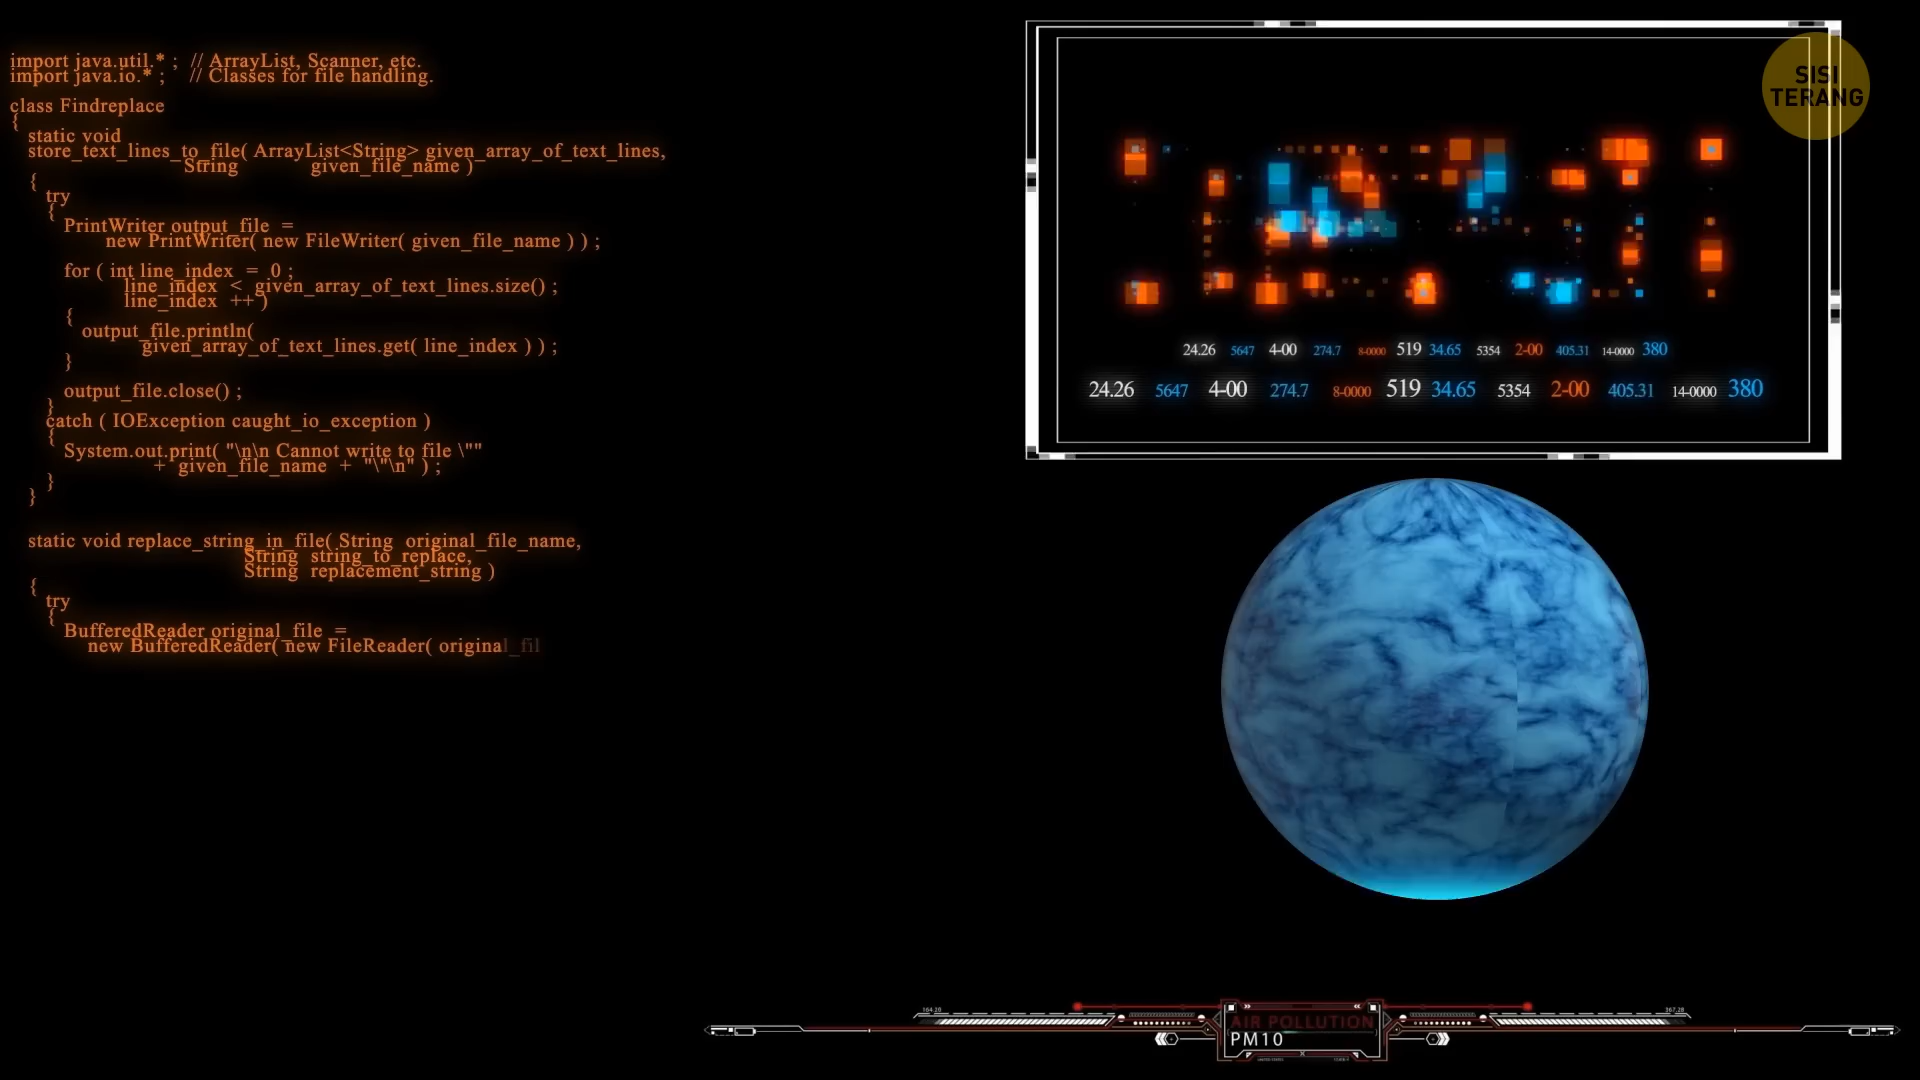 import java.util.* ;  // ArrayList, Scanner, etc.
import java.io.* ;    // Classes for file handling.
class Findreplace
{
static void
store_text_lines_to_file( ArrayList<String> given_array_of_text_lines,
String          given_file_name )
{
try
{
PrintWriter output_file  =
new PrintWriter( new FileWriter( given_file_name ) ) ;
for ( int line_index  =  0 ;
line_index  <  given_array_of_text_lines.size() ;
line_index  ++ )
{
output_file.println(
given_array_of_text_lines.get( line_index ) ) ;
}
output_file.close() ;
}
catch ( IOException caught_io_exception )
{
System.out.print( "\n\n Cannot write to file \""
+  given_file_name  +  "\"\n" ) ;
}
}
static void replace_string_in_file( String  original_file_name,
String  string_to_replace,
String  replacement_string )
{
try
{
BufferedReader original_file  =
new BufferedReader( new FileReader( original_fil
SISI
TERANG
24.26 5647 4-00 274.7 8-0000 519 34.65 5354 2-00 405.31 14-0000 380
24.26 5647 4-00 274.7 8-0000 519 34.65 5354 2-00 405.31 14-0000 380
164.28
367.28
AIR POLLUTION
PM10